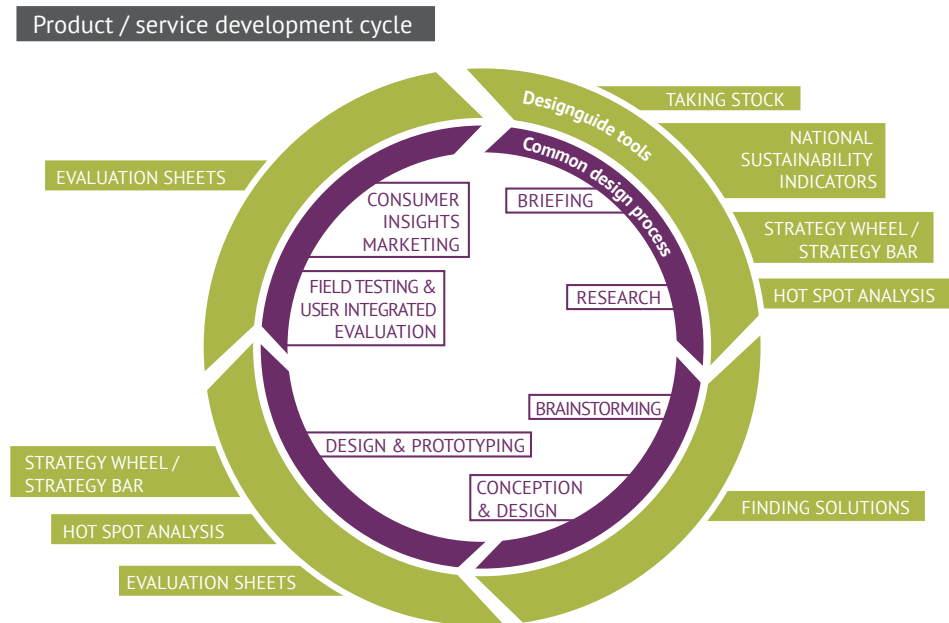 Product / service development cycle
Designguide tools
Common design process
TAKING STOCK
NATIONAL
SUSTAINABILITY
INDICATORS
STRATEGY WHEEL /
STRATEGY BAR
HOT SPOT ANALYSIS
FINDING SOLUTIONS
EVALUATION SHEETS
HOT SPOT ANALYSIS
STRATEGY WHEEL /
STRATEGY BAR
EVALUATION SHEETS
BRIEFING
RESEARCH
BRAINSTORMING
CONCEPTION
& DESIGN
DESIGN & PROTOTYPING
FIELD TESTING &
USER INTEGRATED
EVALUATION
CONSUMER
INSIGHTS
MARKETING